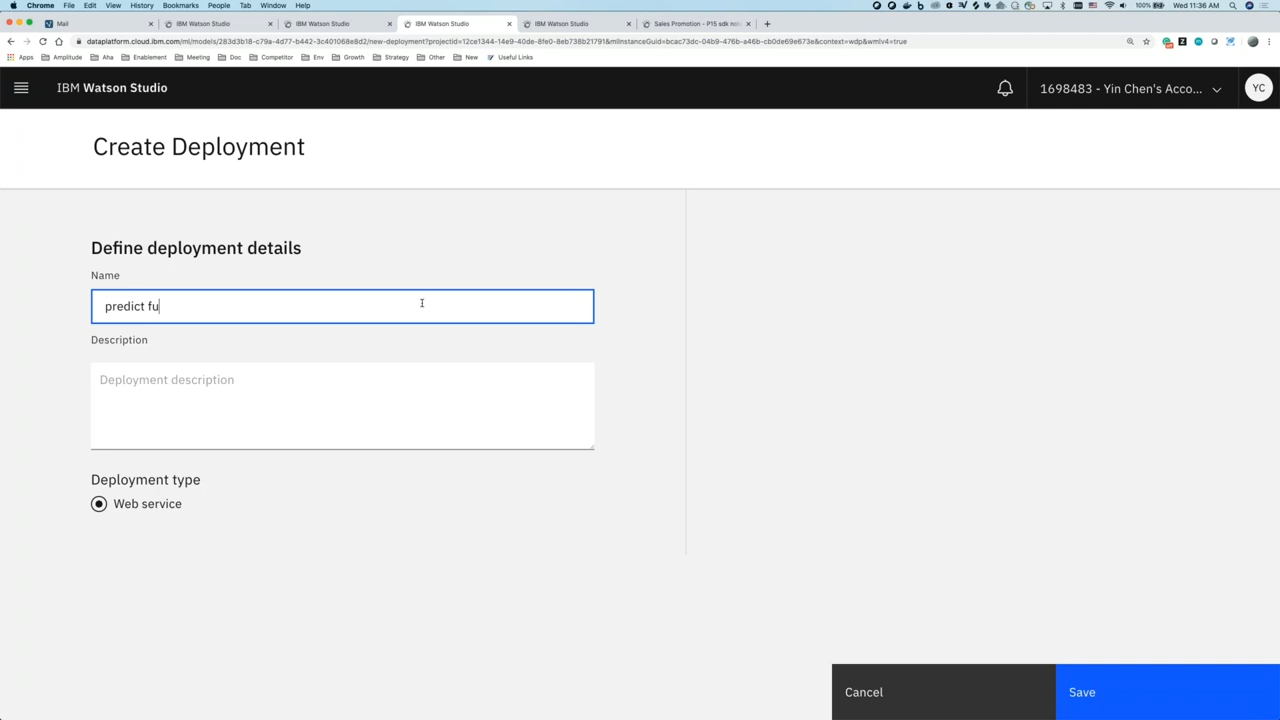 Chrome File Edit View History Bookmarks People Tab Window Help
100% Wed 11:36 AM
Mail
IBM Watson Studio
IBM Watson Studio
IBM Watson Studio
IBM Watson Studio
Sales Promotion - P15 sdk not
dataplatform.cloud.ibm.com/ml/models/283d3b18-c79a-4d77-b442-3c401068e8d2/new-deployment?projectid=12ce1344-14e9-40de-8fe0-8eb738b21791&mlInstanceGuid=bcac73dc-04b9-476b-a46b-cb0de69e673e&context=wdp&wmlv4=true
Apps Amplitude Aha Enablement Meeting Doc Competitor Env Growth Strategy Other New Useful Links
IBM Watson Studio
1698483 - Yin Chen's Acco...
YC
Create Deployment
Define deployment details
Name
predict fu
Description
Deployment description
Deployment type
Web service
Cancel
Save